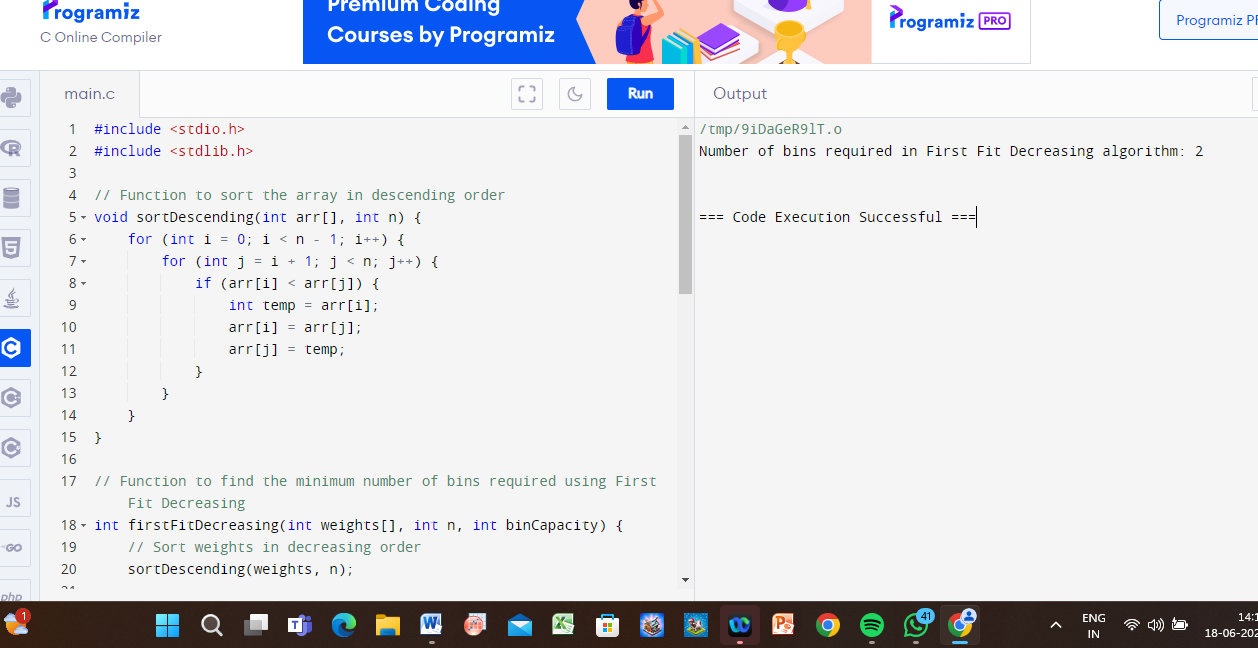 Programiz
C Online Compiler
Premium Coding
Courses by Programiz
Programiz PRO
main.c
Run
Output
1 #include <stdio.h>
2 #include <stdlib.h>
3
4 // Function to sort the array in descending order
5 void sortDescending(int arr[], int n) {
6 for (int i = 0; i < n - 1; i++) {
7 for (int j = i + 1; j < n; j++) {
8 if (arr[i] < arr[j]) {
9 int temp = arr[i];
10 arr[i] = arr[j];
11 arr[j] = temp;
12 }
13 }
14 }
15 }
16
17 // Function to find the minimum number of bins required using First
Fit Decreasing
18 int firstFitDecreasing(int weights[], int n, int binCapacity) {
19 // Sort weights in decreasing order
20 sortDescending(weights, n);
/tmp/9iDaGeR9lT.o
Number of bins required in First Fit Decreasing algorithm: 2
=== Code Execution Successful ===
JS
GO
php
1
41
ENG
IN